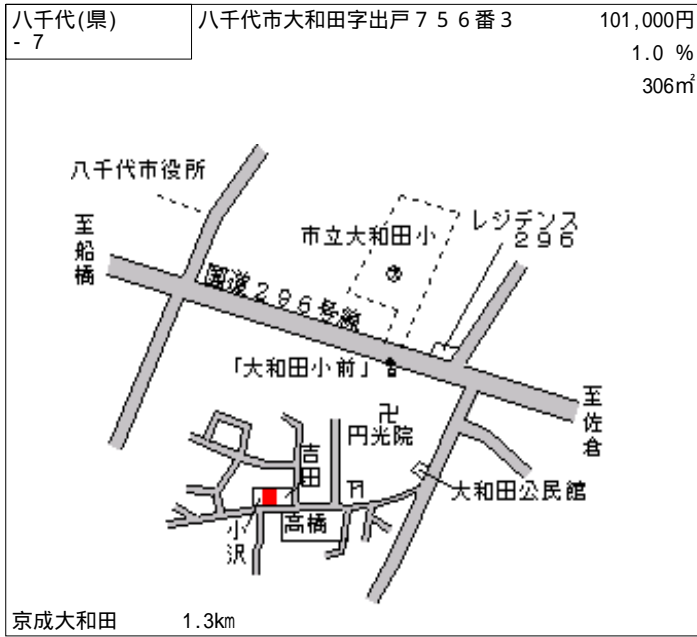 八千代(県)
- 7
八千代市大和田字出戸７５６番３
101,000円
1.0 %
306㎡
八千代市役所
至船橋
市立大和田小
レジデンス
２９６
国道２９６号線
「大和田小前」
至佐倉
卍
円光院
吉田
大和田公民館
小沢
高橋
京成大和田 1.3km